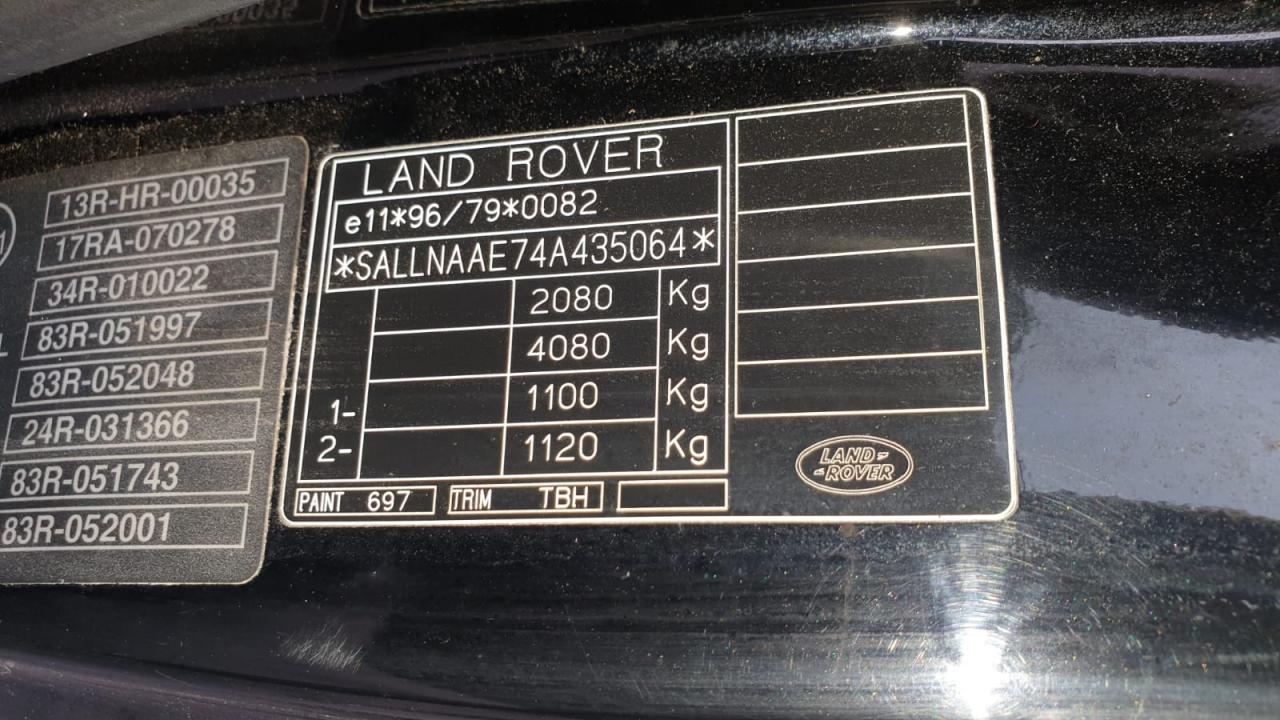 13R-HR-00035
17RA-070278
34R-010022
83R-051997
83R-052048
24R-031366
83R-051743
83R-052001
LAND ROVER
e11*96/79*0082
*SALLNAAE74A435064*
2080 Kg
4080 Kg
1- 1100 Kg
2- 1120 Kg
PAINT 697 TRIM TBH
LAND-
-ROVER